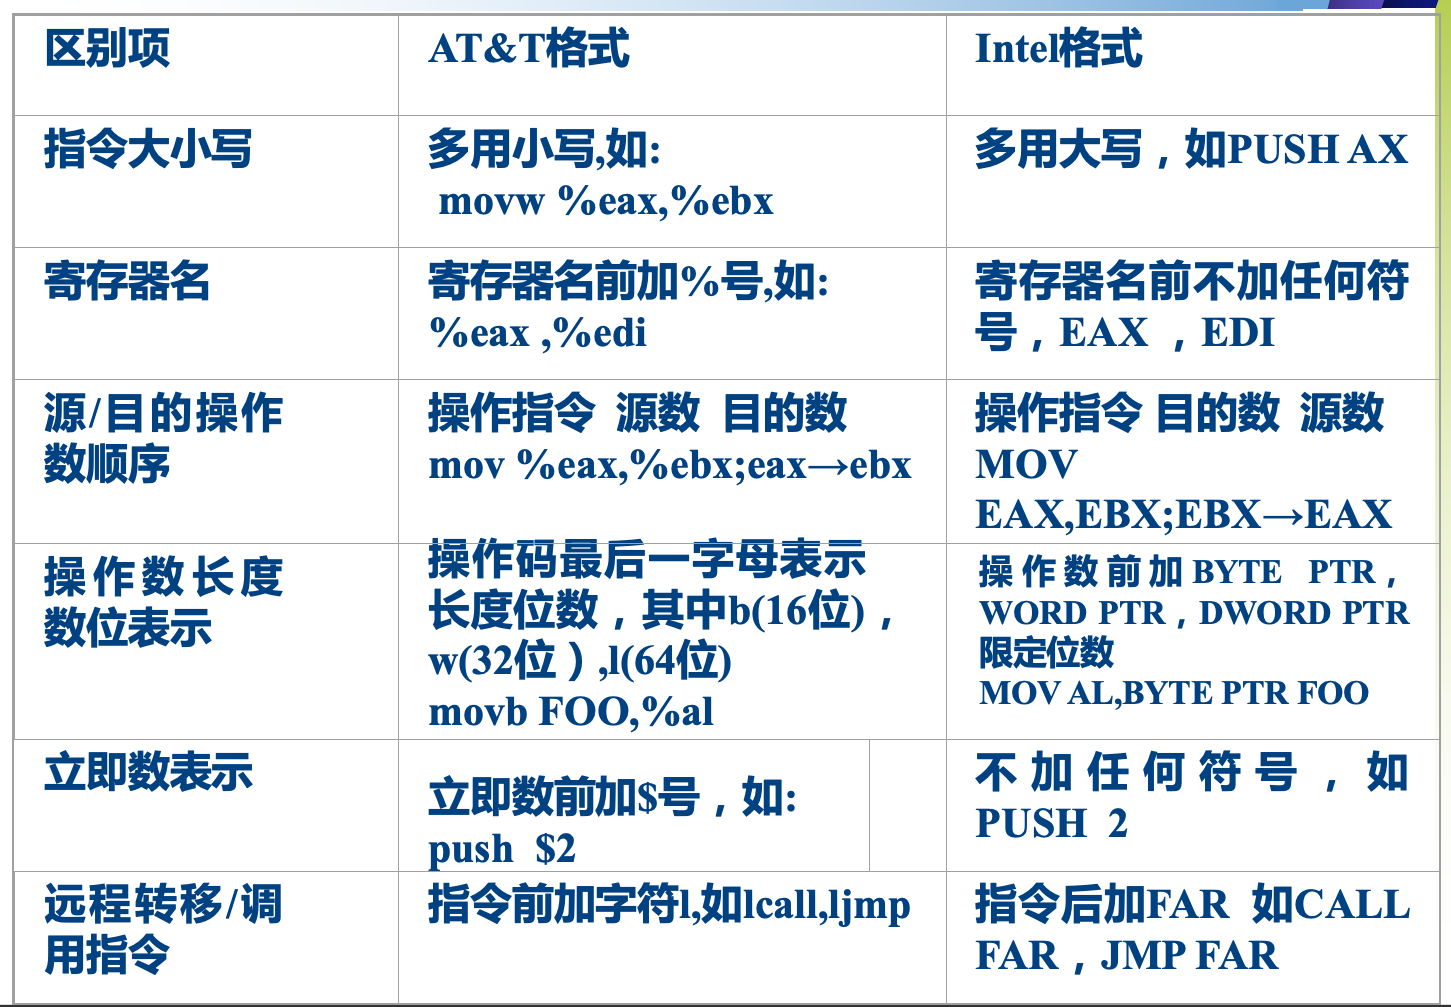 区别项
AT&T格式
Intel格式
指令大小写
多用小写,如:
movw %eax,%ebx
多用大写，如PUSH AX
寄存器名
寄存器名前加%号,如:
%eax ,%edi
寄存器名前不加任何符
号，EAX ，EDI
源/目的操作
数顺序
操作指令 源数 目的数
mov %eax,%ebx;eax→ebx
操作指令 目的数 源数
MOV
EAX,EBX;EBX→EAX
操作数长度
数位表示
操作码最后一字母表示
长度位数，其中b(16位)，
w(32位）,l(64位)
movb FOO,%al
操作数前加BYTE PTR，
WORD PTR，DWORD PTR
限定位数
MOV AL,BYTE PTR FOO
立即数表示
立即数前加$号，如:
push $2
不加任何符号，如
PUSH 2
远程转移/调
用指令
指令前加字符l,如lcall,ljmp
指令后加FAR 如CALL
FAR，JMP FAR